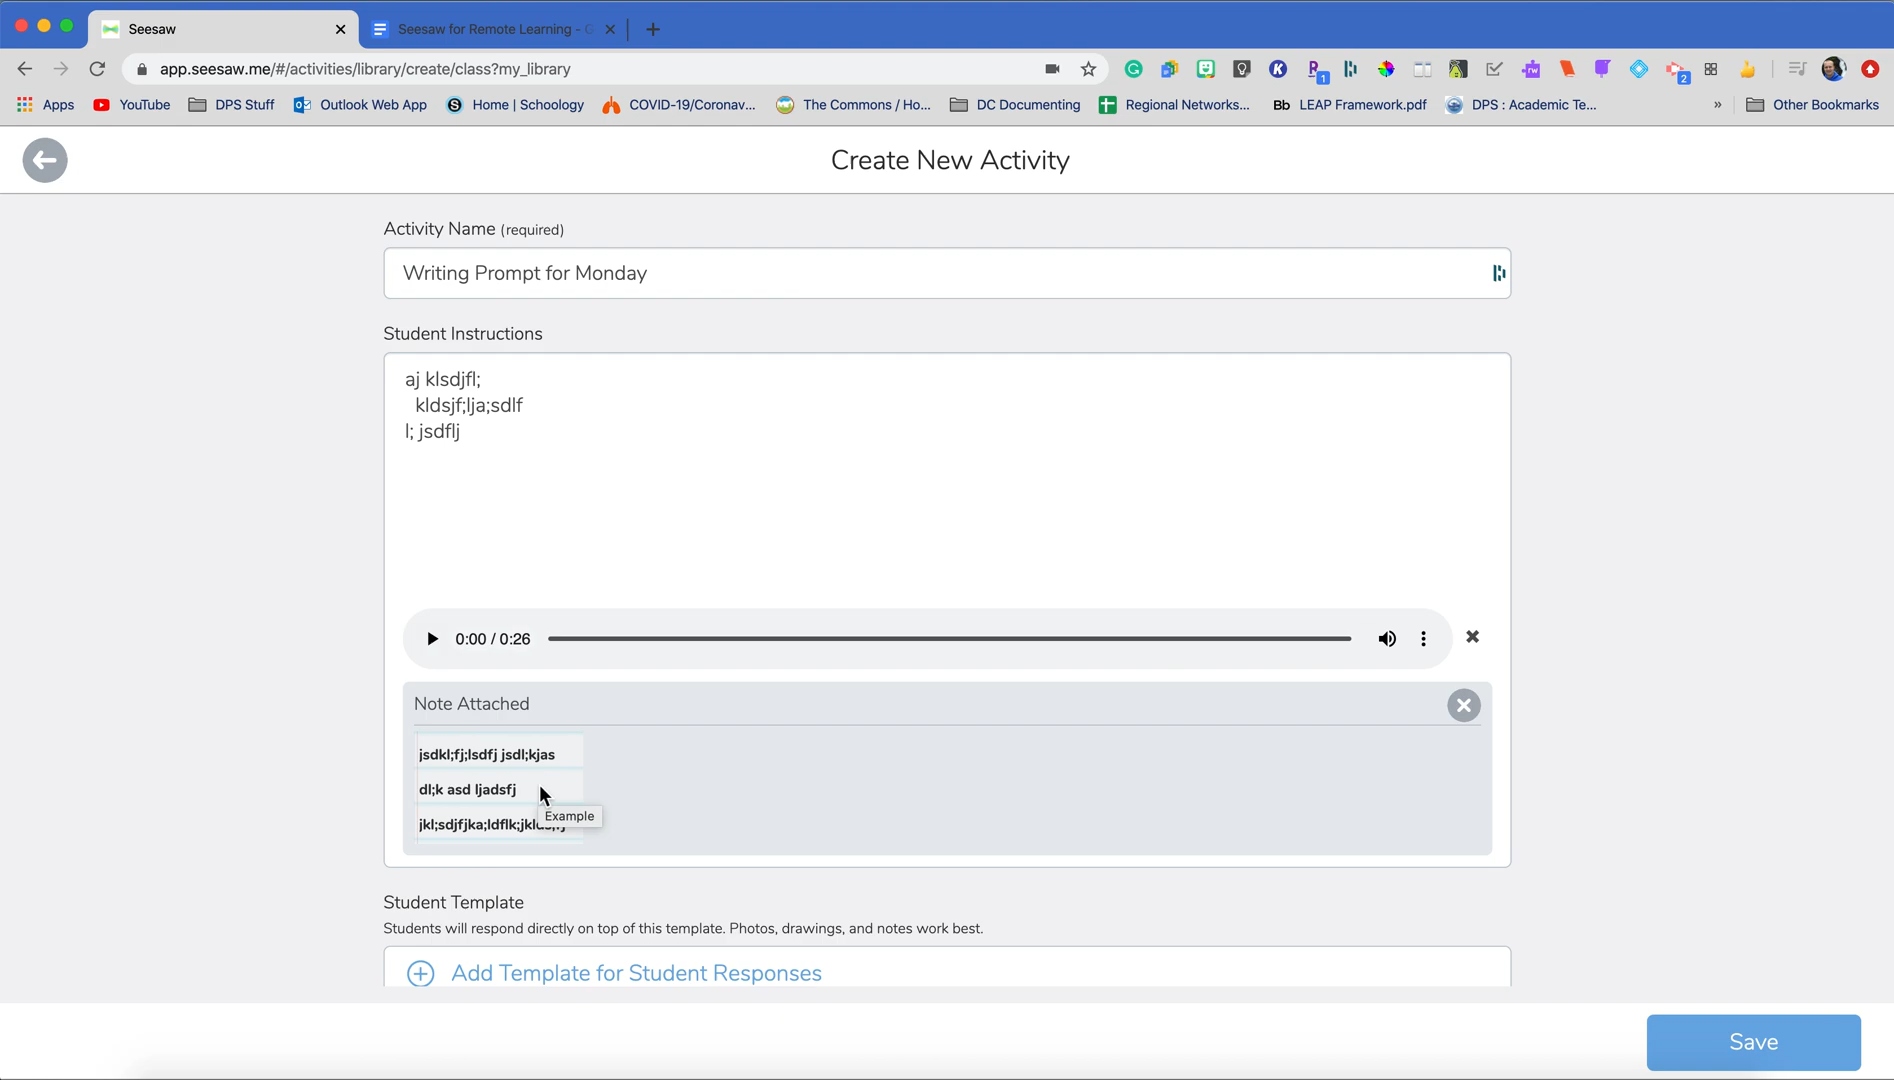 Seesaw
Seesaw for Remote Learning - G
app.seesaw.me/#/activities/library/create/class?my_library
1
rw
2
Apps
YouTube
DPS Stuff
Outlook Web App
Home | Schoology
COVID-19/Coronav...
The Commons / Ho...
DC Documenting
Regional Networks...
Bb LEAP Framework.pdf
DPS : Academic Te...
»
Other Bookmarks
Create New Activity
Activity Name (required)
Writing Prompt for Monday
Student Instructions
aj klsdjfl;
kldsjf;lja;sdlf
l; jsdflj
0:00 / 0:26
Note Attached
jsdkl;fj;lsdfj jsdl;kjas
dl;k asd ljadsfj
Example
Student Template
Students will respond directly on top of this template. Photos, drawings, and notes work best.
Add Template for Student Responses
Save